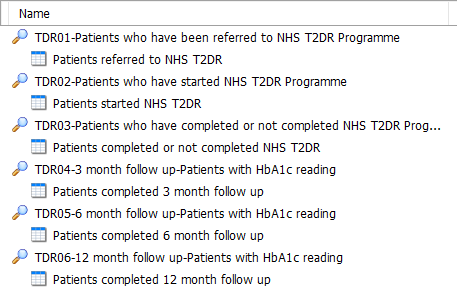 Name
TDR01-Patients who have been referred to NHS T2DR Programme
Patients referred to NHS T2DR
TDR02-Patients who have started NHS T2DR Programme
Patients started NHS T2DR
TDR03-Patients who have completed or not completed NHS T2DR Prog...
Patients completed or not completed NHS T2DR
TDR04-3 month follow up-Patients with HbA1c reading
Patients completed 3 month follow up
TDR05-6 month follow up-Patients with HbA1c reading
Patients completed 6 month follow up
TDR06-12 month follow up-Patients with HbA1c reading
Patients completed 12 month follow up